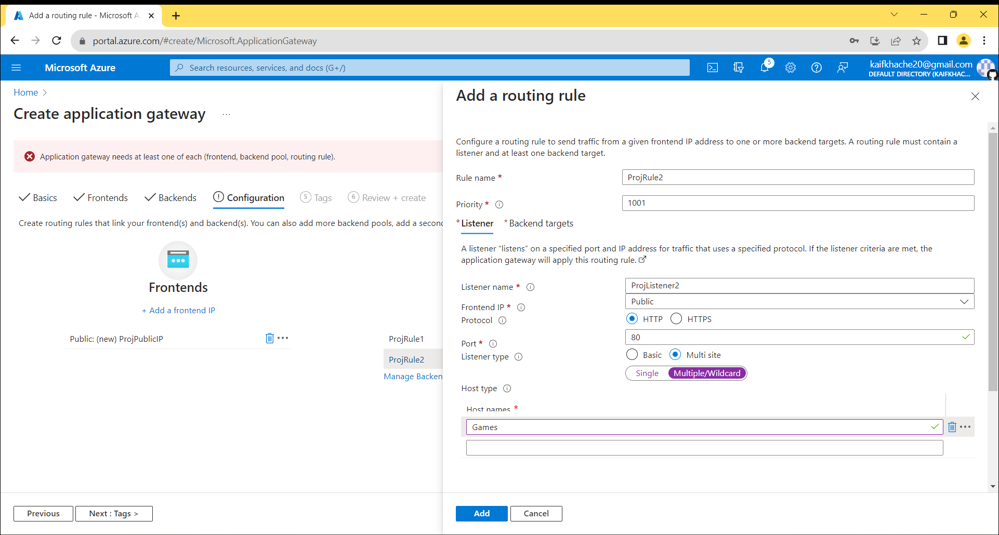 Add a routing rule - Microsoft A
portal.azure.com/#create/Microsoft.ApplicationGateway
Microsoft Azure
Search resources, services, and docs (G+/)
5
kaifkhache20@gmail.com
DEFAULT DIRECTORY (KAIFKHAC...
Home
Create application gateway
...
Application gateway needs at least one of each (frontend, backend pool, routing rule).
Basics
Frontends
Backends
Configuration
5 Tags
6 Review + create
Create routing rules that link your frontend(s) and backend(s). You can also add more backend pools, add a second
Frontends
+ Add a frontend IP
Public: (new) ProjPublicIP
ProjRule1
ProjRule2
Manage Backen
Previous
Next : Tags >
Add a routing rule
Configure a routing rule to send traffic from a given frontend IP address to one or more backend targets. A routing rule must contain a
listener and at least one backend target.
Rule name *
ProjRule2
Priority *
1001
* Listener
* Backend targets
A listener “listens” on a specified port and IP address for traffic that uses a specified protocol. If the listener criteria are met, the
application gateway will apply this routing rule.
Listener name *
ProjListener2
Frontend IP *
Public
Protocol
HTTP
HTTPS
Port *
80
Listener type
Basic
Multi site
Single
Multiple/Wildcard
Host type
Host names *
Games
Add
Cancel